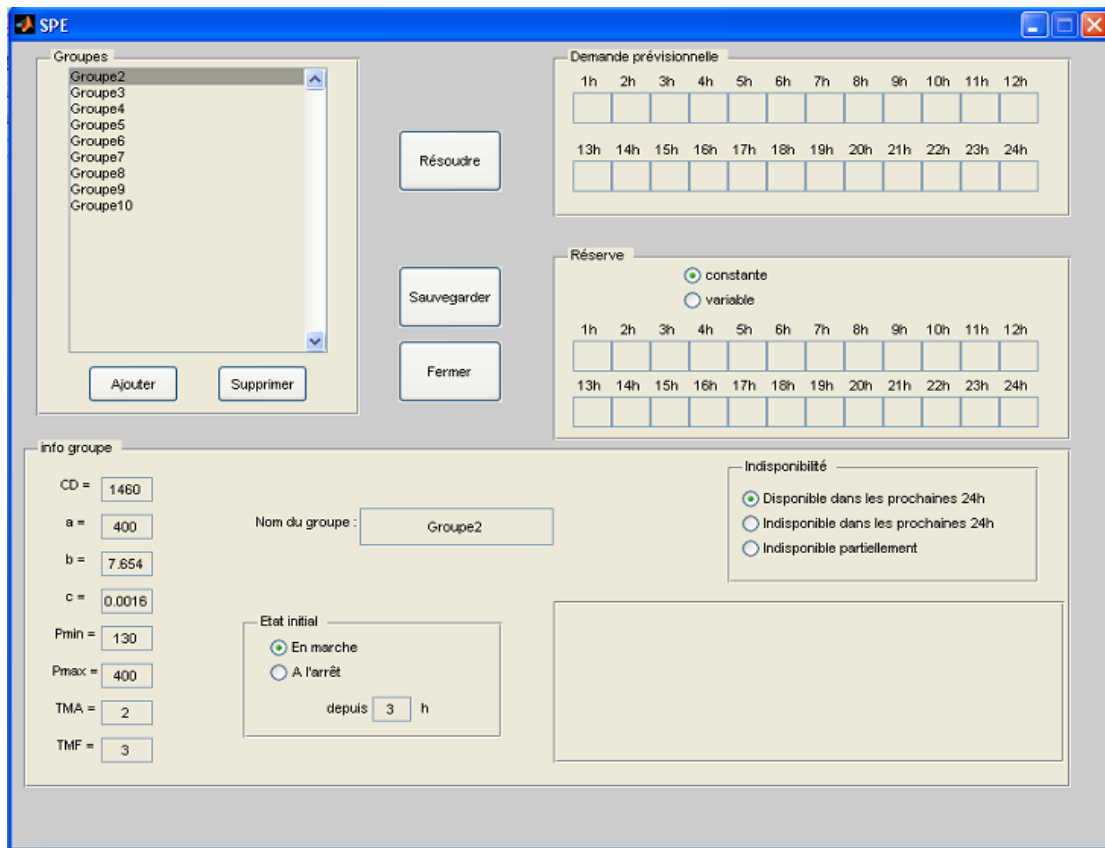 SPE
Groupes
Groupe2
Groupe3
Groupe4
Groupe5
Groupe6
Groupe7
Groupe8
Groupe9
Groupe10
Ajouter
Supprimer
Résoudre
Sauvegarder
Fermer
Demande prévisionnelle
1h 2h 3h 4h 5h 6h 7h 8h 9h 10h 11h 12h
13h 14h 15h 16h 17h 18h 19h 20h 21h 22h 23h 24h
Réserve
constante
variable
1h 2h 3h 4h 5h 6h 7h 8h 9h 10h 11h 12h
13h 14h 15h 16h 17h 18h 19h 20h 21h 22h 23h 24h
info groupe
CD = 1460
a = 400
b = 7.654
c = 0.0016
Pmin = 130
Pmax = 400
TMA = 2
TMF = 3
Nom du groupe : Groupe2
Etat initial
En marche
A l'arrêt
depuis 3 h
Indisponibilité
Disponible dans les prochaines 24h
Indisponible dans les prochaines 24h
Indisponible partiellement